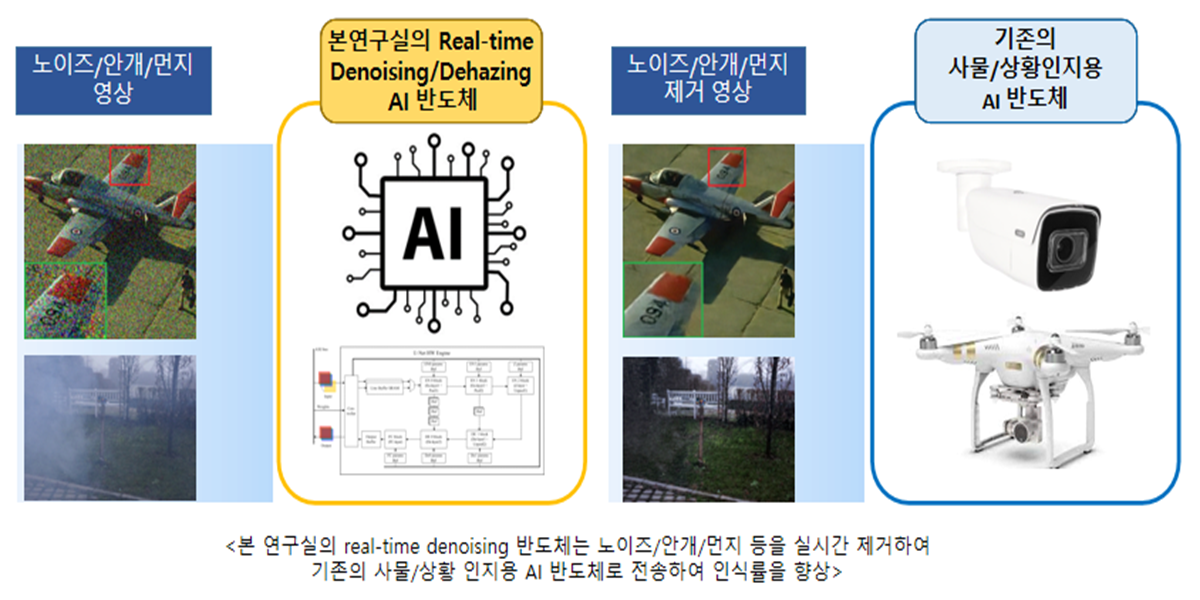 노이즈/안개/먼지
영상
본연구실의 Real-time
Denoising/Dehazing
AI 반도체
노이즈/안개/먼지
제거 영상
기존의
사물/상황인지용
AI 반도체
AI
094
094
<본 연구실의 real-time denoising 반도체는 노이즈/안개/먼지 등을 실시간 제거하여
기존의 사물/상황 인지용 AI 반도체로 전송하여 인식률을 향상>